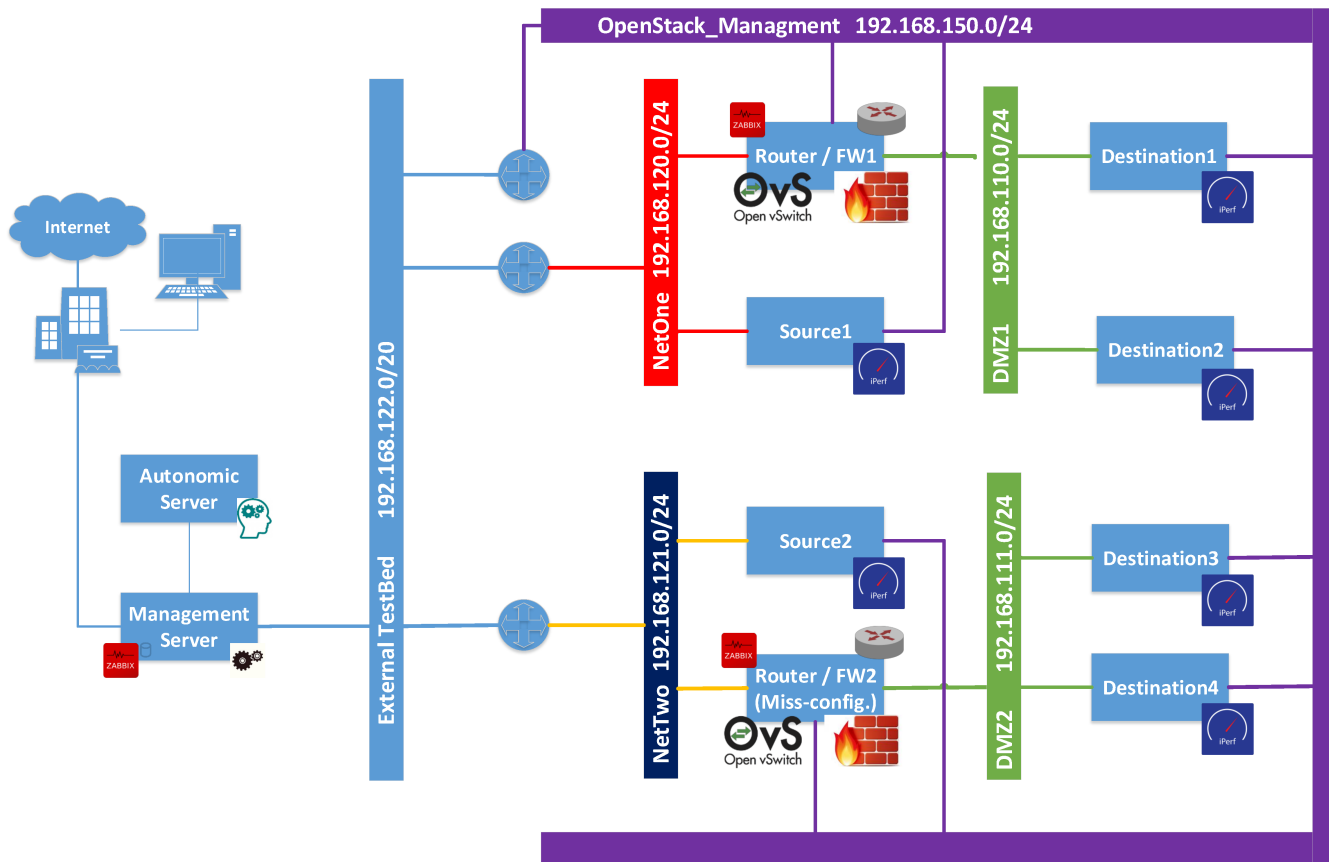 OpenStack_Managment 192.168.150.0/24
Internet
External TestBed 192.168.122.0/20
Autonomic
Server
Management
Server
ZABBIX
NetOne 192.168.120.0/24
ZABBIX
Router / FW1
OvS
Open vSwitch
Source1
iPerf
DMZ1 192.168.110.0/24
Destination1
iPerf
Destination2
iPerf
NetTwo 192.168.121.0/24
Source2
iPerf
ZABBIX
Router / FW2
(Miss-config.)
OvS
Open vSwitch
DMZ2 192.168.111.0/24
Destination3
iPerf
Destination4
iPerf